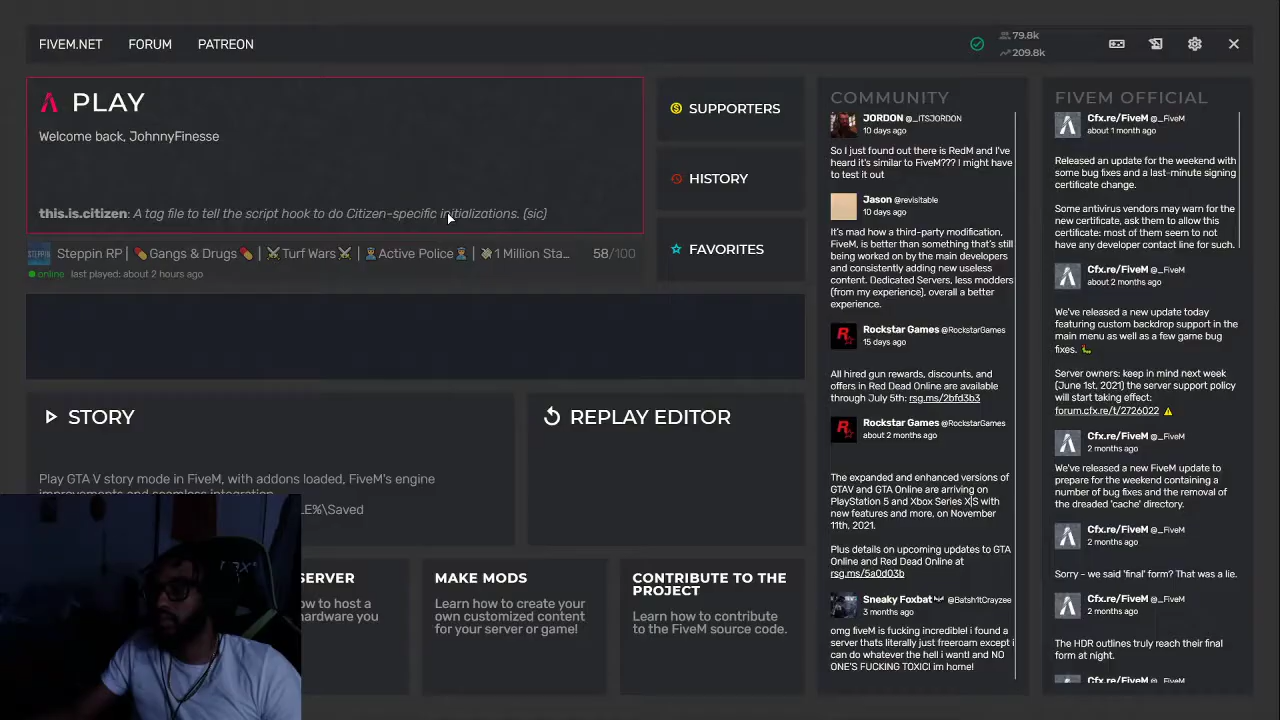 FIVEM.NET FORUM PATREON
79.8k
209.8k
PLAY
Welcome back, JohnnyFinesse
this.is.citizen: A tag file to tell the script hook to do Citizen-specific initializations. (sic)
Steppin RP | 💊Gangs & Drugs💊 | ⚔️Turf Wars⚔️ | 👮Active Police👮 | 💸1 Million Sta... 58/100
online last played: about 2 hours ago
SUPPORTERS
HISTORY
FAVORITES
STORY
Play GTA V story mode in FiveM, with addons loaded, FiveM's engine
improvements and seamless integration.
LE%\Saved
REPLAY EDITOR
SERVER
ow to host a
hardware you
MAKE MODS
Learn how to create your
own customized content
for your server or game!
CONTRIBUTE TO THE
PROJECT
Learn how to contribute
to the FiveM source code.
COMMUNITY
JORDON @_ITSJORDON
10 days ago
So I just found out there is RedM and I've
heard it's similar to FiveM??? I might have
to test it out
Jason @revisitable
10 days ago
It's mad how a third-party modification,
FiveM, is better than something that's still
being worked on by the main developers
and consistently adding new useless
content. Dedicated Servers, less modders
(from my experience), overall a better
experience.
Rockstar Games @RockstarGames
15 days ago
All hired gun rewards, discounts, and
offers in Red Dead Online are available
through July 5th: rsg.ms/2bfd3b3
Rockstar Games @RockstarGames
about 2 months ago
The expanded and enhanced versions of
GTAV and GTA Online are arriving on
PlayStation 5 and Xbox Series X|S with
new features and more, on November
11th, 2021.
Plus details on upcoming updates to GTA
Online and Red Dead Online at
rsg.ms/5a0d03b
Sneaky Foxbat @Batsh1tCrayzee
3 months ago
omg fiveM is fucking incredible! i found a
server thats literally just freeroam except i
can do whatever the hell i want! and NO
ONE'S FUCKING TOXIC! im home!
FIVEM OFFICIAL
Cfx.re/FiveM @_FiveM
about 1 month ago
Released an update for the weekend with
some bug fixes and a last-minute signing
certificate change.
Some antivirus vendors may warn for the
new certificate, ask them to allow this
certificate: most of them seem to not
have any developer contact line for such.
Cfx.re/FiveM @_FiveM
about 2 months ago
We've released a new update today
featuring custom backdrop support in the
main menu as well as a few game bug
fixes. 🐛
Server owners: keep in mind next week
(June 1st, 2021) the server support policy
will start taking effect:
forum.cfx.re/t/2726022 ⚠️
Cfx.re/FiveM @_FiveM
2 months ago
We've released a new FiveM update to
prepare for the weekend containing a
number of bug fixes and the removal of
the dreaded 'cache' directory.
Cfx.re/FiveM @_FiveM
2 months ago
Sorry - we said 'final' form? That was a lie.
Cfx.re/FiveM @_FiveM
2 months ago
The HDR outlines truly reach their final
form at night.
Cfx.re/FiveM @_FiveM